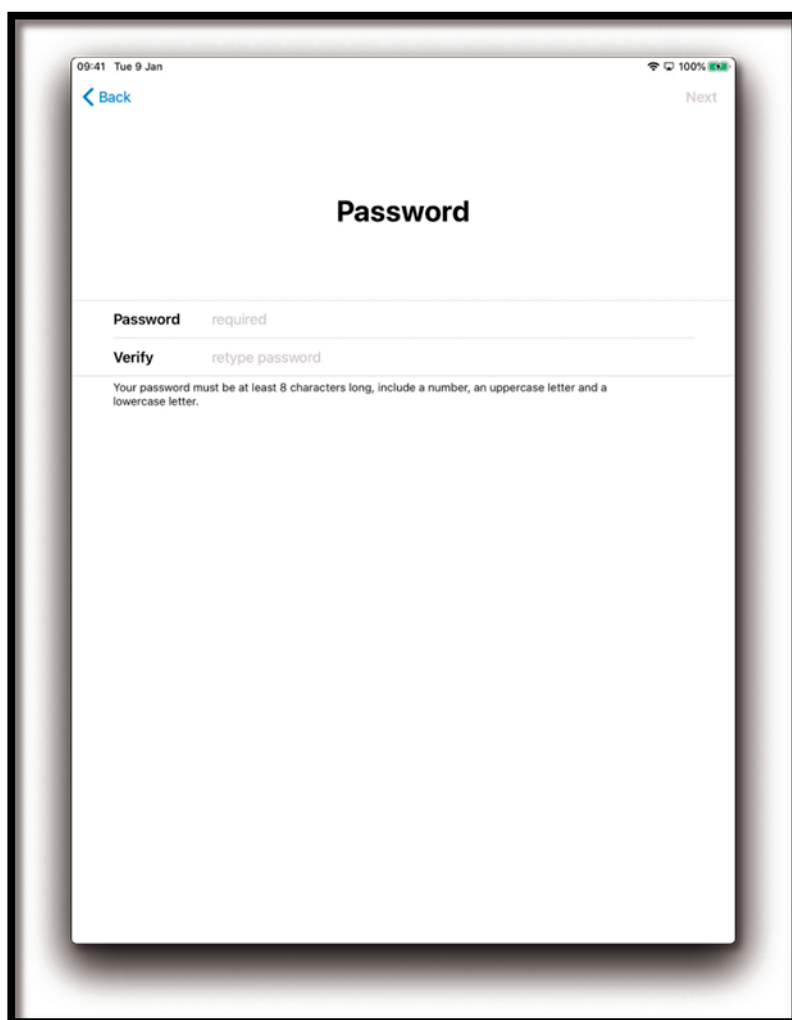 09:41 Tue 9 Jan 100%
Back Next
Password
Password required
Verify retype password
Your password must be at least 8 characters long, include a number, an uppercase letter and a
lowercase letter.